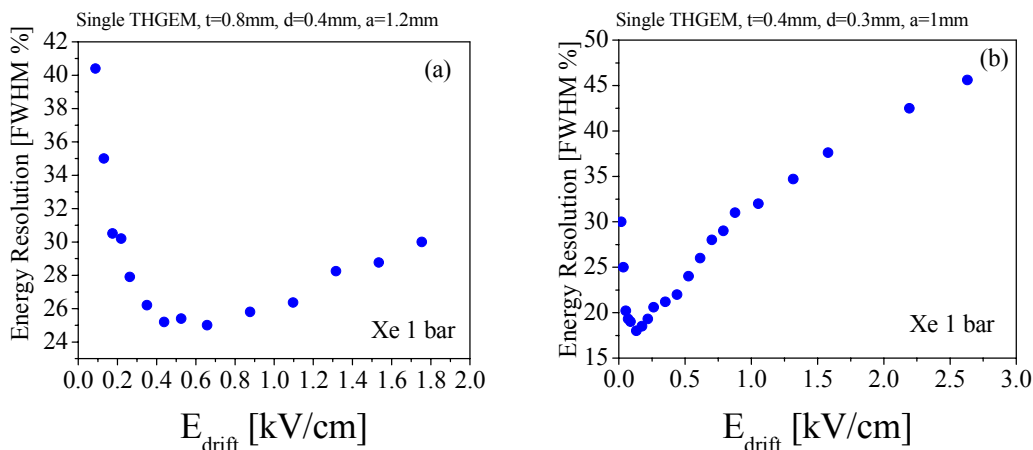 Single THGEM, t=0.8mm, d=0.4mm, a=1.2mm
(a)
Energy Resolution [FWHM %]
42
40
38
36
34
32
30
28
26
24
Xe 1 bar
0.0 0.2 0.4 0.6 0.8 1.0 1.2 1.4 1.6 1.8 2.0
E_drift [kV/cm]
Single THGEM, t=0.4mm, d=0.3mm, a=1mm
(b)
Energy Resolution [FWHM %]
50
45
40
35
30
25
20
15
Xe 1 bar
0.0 0.5 1.0 1.5 2.0 2.5 3.0
E_drift [kV/cm]